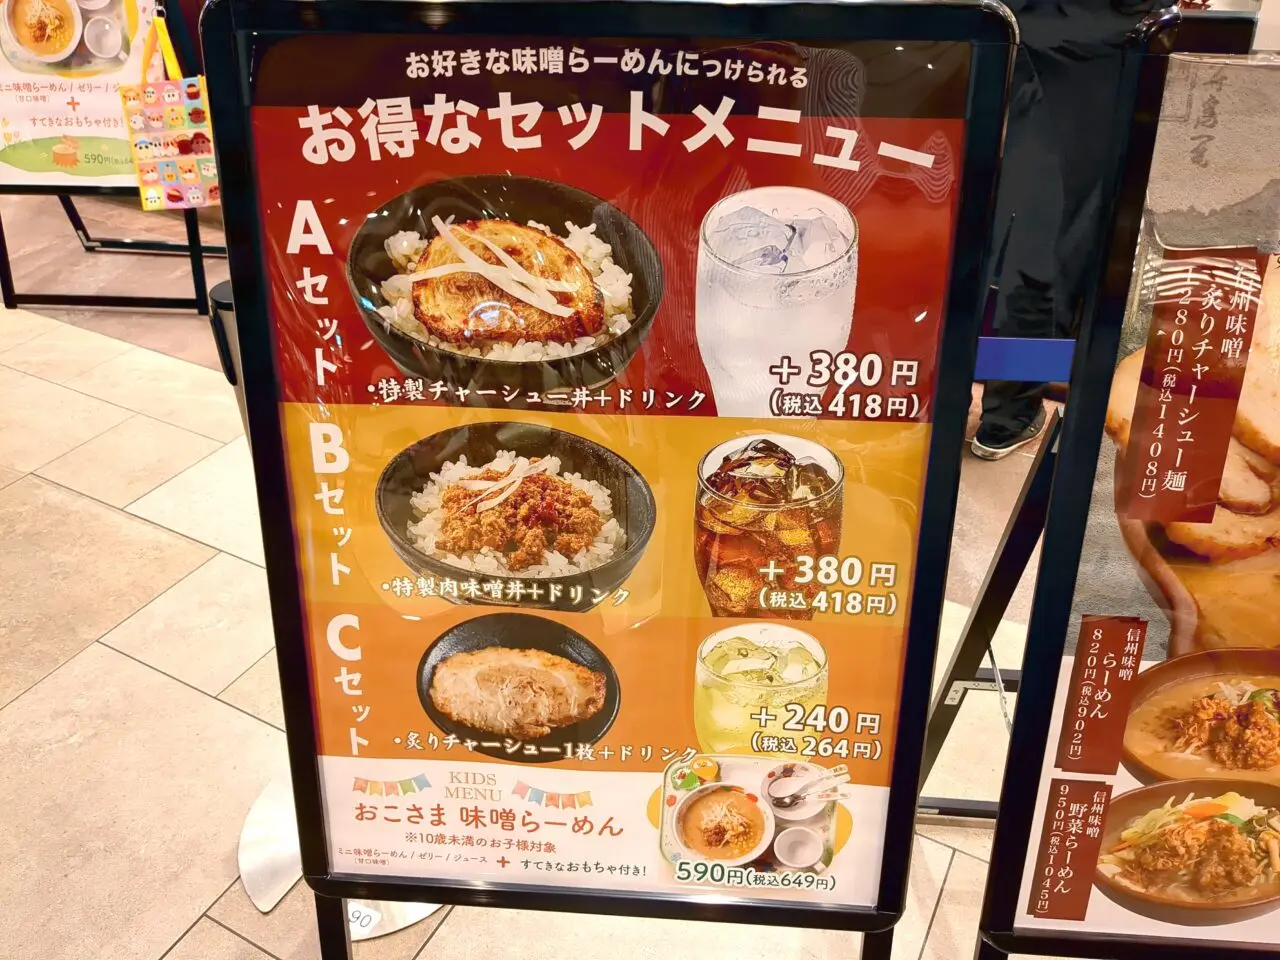 お好きな味噌らーめんにつけられる
お得なセットメニュー
Aセット
・特製チャーシュー丼+ドリンク
+380円
(税込418円)
Bセット
・特製肉味噌丼+ドリンク
+380円
(税込418円)
Cセット
・炙りチャーシュー1枚+ドリンク
+240円
(税込264円)
KIDS
MENU
おこさま 味噌らーめん
※10歳未満のお子様対象
ミニ味噌らーめん / ゼリー / ジュース + すてきなおもちゃ付き!
(甘口味噌)
590円(税込649円)
ミニ味噌らーめん / ゼリー / ジ
(甘口味噌)
+
すてきなおもちゃ付き!
590円(税込64
信州味噌
炙りチャーシュー麺
1280円(税込1408円)
信州味噌
らーめん
820円(税込902円)
信州味噌
野菜らーめん
950円(税込1045円)
90